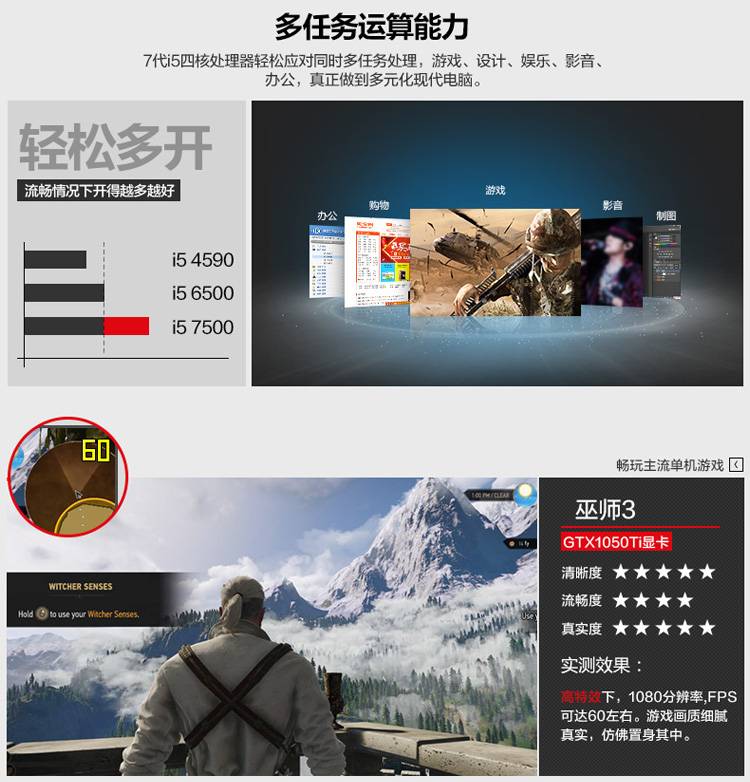 多任务运算能力
7代i5四核处理器轻松应对同时多任务处理，游戏、设计、娱乐、影音、
办公，真正做到多元化现代电脑。
轻松多开
流畅情况下开得越多越好
i5 4590
i5 6500
i5 7500
办公
购物
游戏
影音
制图
60
畅玩主流单机游戏
1:00 PM / CLEAR
WITCHER SENSES
Hold to use your Witcher Senses.
巫师3
GTX1050Ti显卡
清晰度 ★★★★★
流畅度 ★★★★
真实度 ★★★★★
实测效果：
高特效下，1080分辨率,FPS
可达60左右。游戏画质细腻
真实，仿佛置身其中。